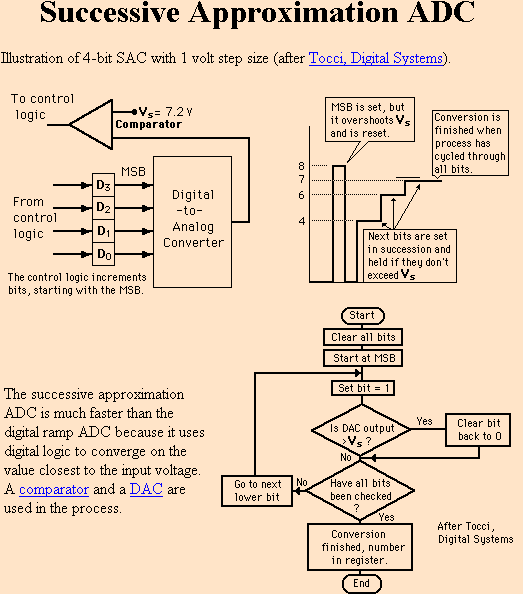 Successive Approximation ADC
Illustration of 4-bit SAC with 1 volt step size (after Tocci, Digital Systems).
To control
logic
Vs= 7.2 V
Comparator
MSB
D3
D2
D1
D0
From
control
logic
Digital
-to-
Analog
Converter
The control logic increments
bits, starting with the MSB.
MSB is set, but
it overshoots Vs
and is reset.
Conversion is
finished when
process has
cycled through
all bits.
8
7
6
4
Next bits are set
in succession and
held if they don't
exceed Vs
Start
Clear all bits
Start at MSB
Set bit = 1
Is DAC output
>Vs ?
Yes
Clear bit
back to 0
No
Go to next
lower bit
No
Have all bits
been checked
?
Yes
Conversion
finished, number
in register.
End
The successive approximation
ADC is much faster than the
digital ramp ADC because it uses
digital logic to converge on the
value closest to the input voltage.
A comparator and a DAC are
used in the process.
After Tocci,
Digital Systems